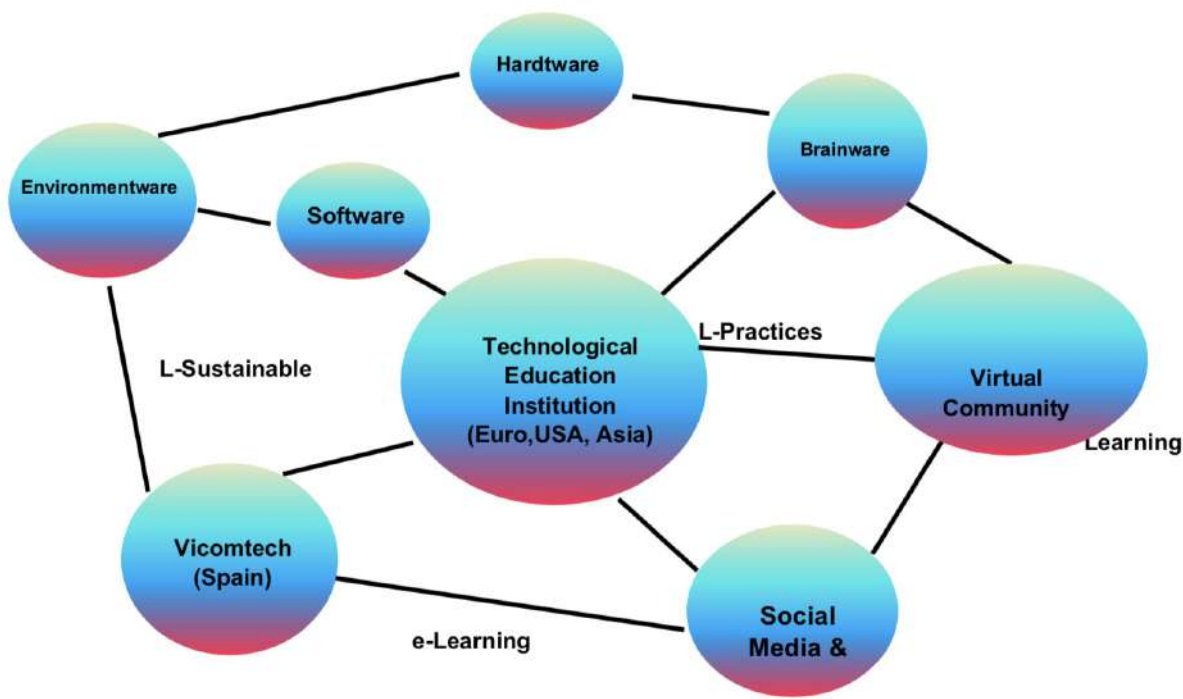 Hardtware
Brainware
Environmentware
Software
L-Practices
Technological
Education
Institution
(Euro,USA, Asia)
L-Sustainable
Virtual
Community
Learning
Vicomtech
(Spain)
Social
Media &
e-Learning